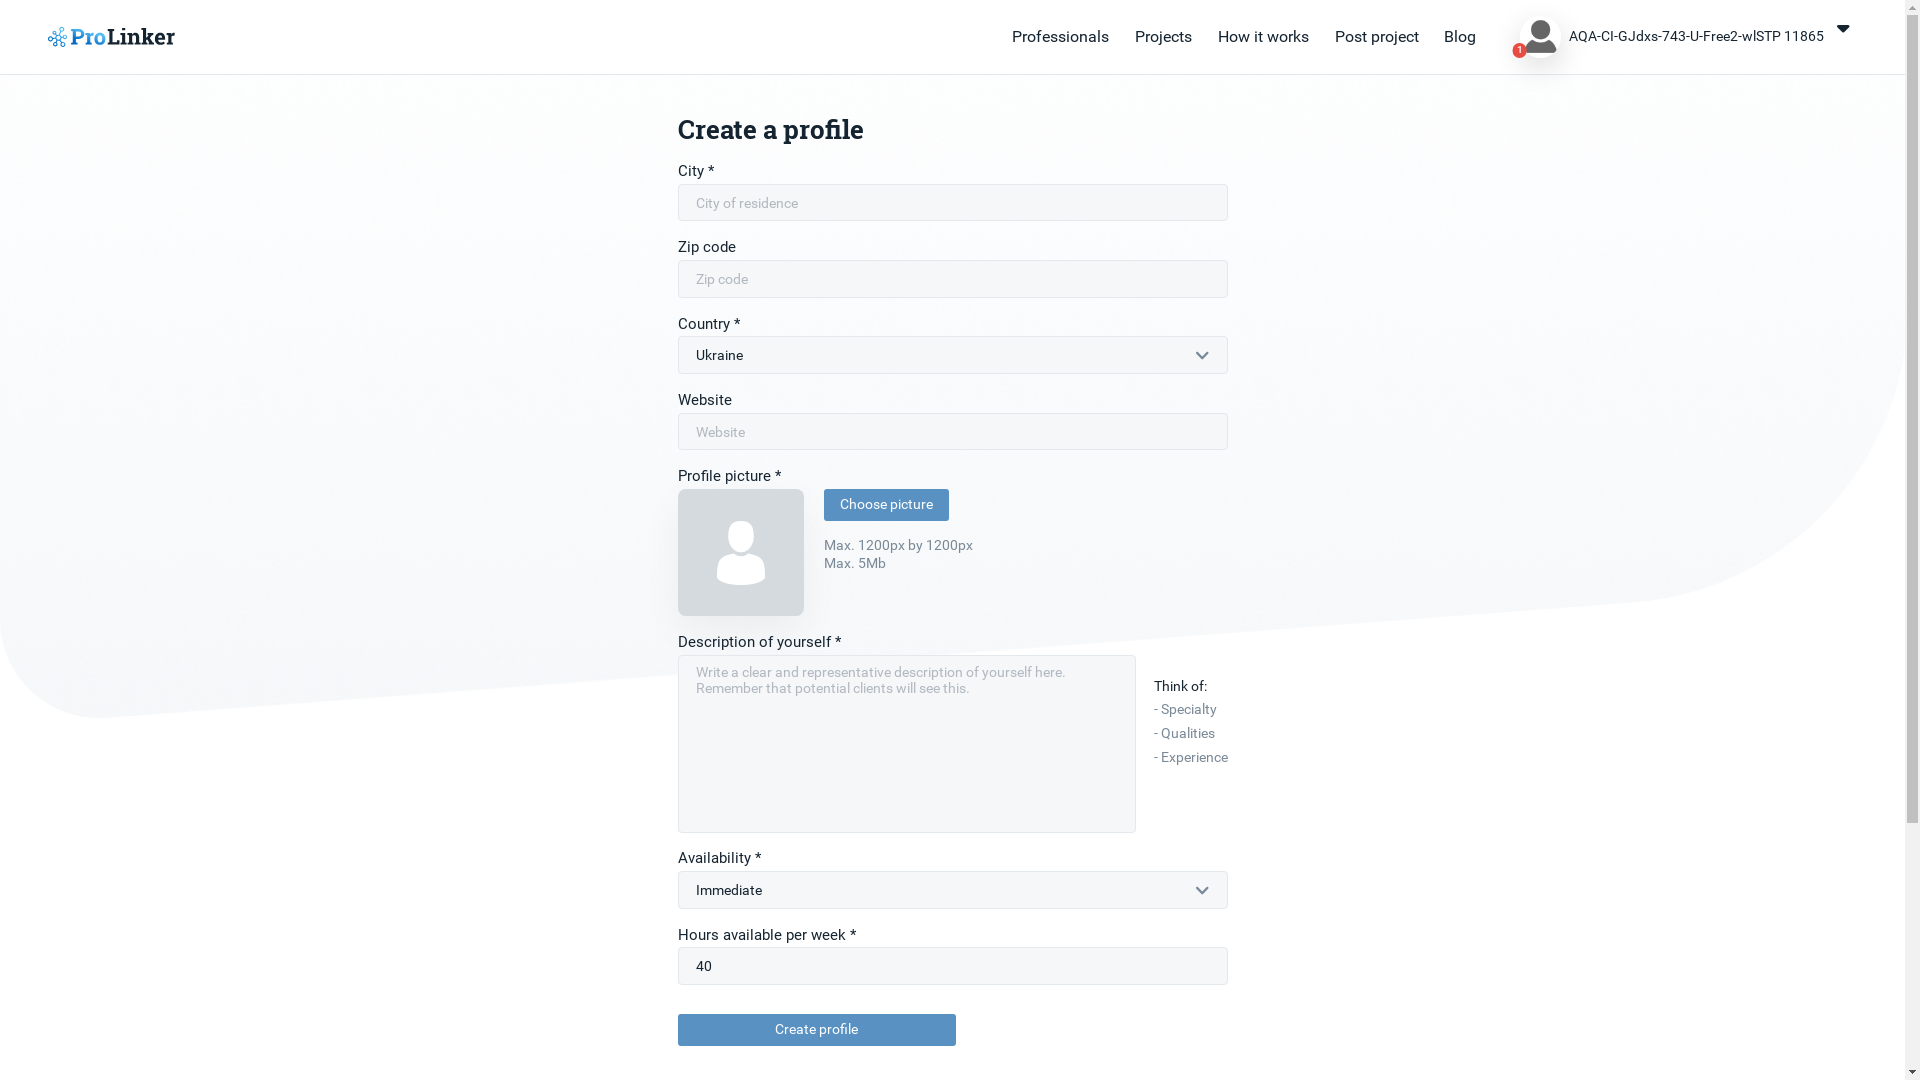 ProLinker
Professionals
Projects
How it works
Post project
Blog
1
AQA-CI-GJdxs-743-U-Free2-wlSTP 11865
Create a profile
City *
City of residence
Zip code
Zip code
Country *
Ukraine
Website
Website
Profile picture *
Choose picture
Max. 1200px by 1200px
Max. 5Mb
Description of yourself *
Write a clear and representative description of yourself here.
Remember that potential clients will see this.
Think of:
- Specialty
- Qualities
- Experience
Availability *
Immediate
Hours available per week *
40
Create profile